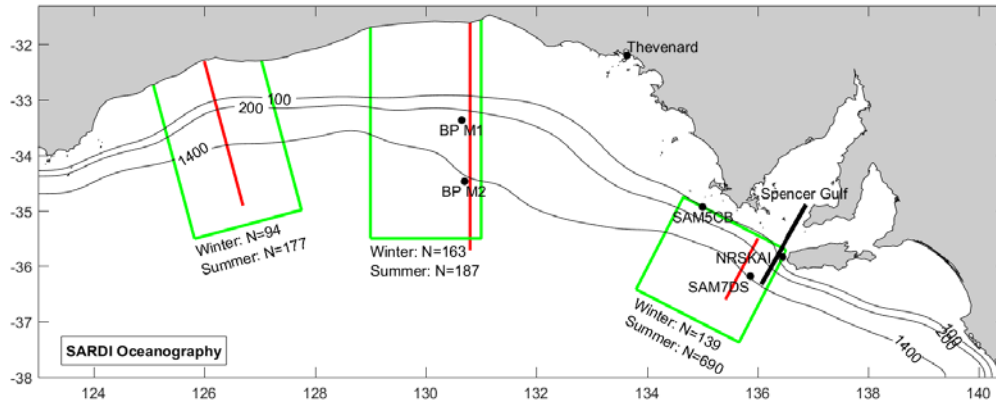 -32
-33
-34
-35
-36
-37
-38
124
126
128
130
132
134
136
138
140
Thevenard
100
200
1400
BP M1
BP M2
Spencer Gulf
SAM5CB
NRSKAI
SAM7DS
Winter: N=94
Summer: N=177
Winter: N=163
Summer: N=187
Winter: N=139
Summer: N=690
100
200
1400
SARDI Oceanography